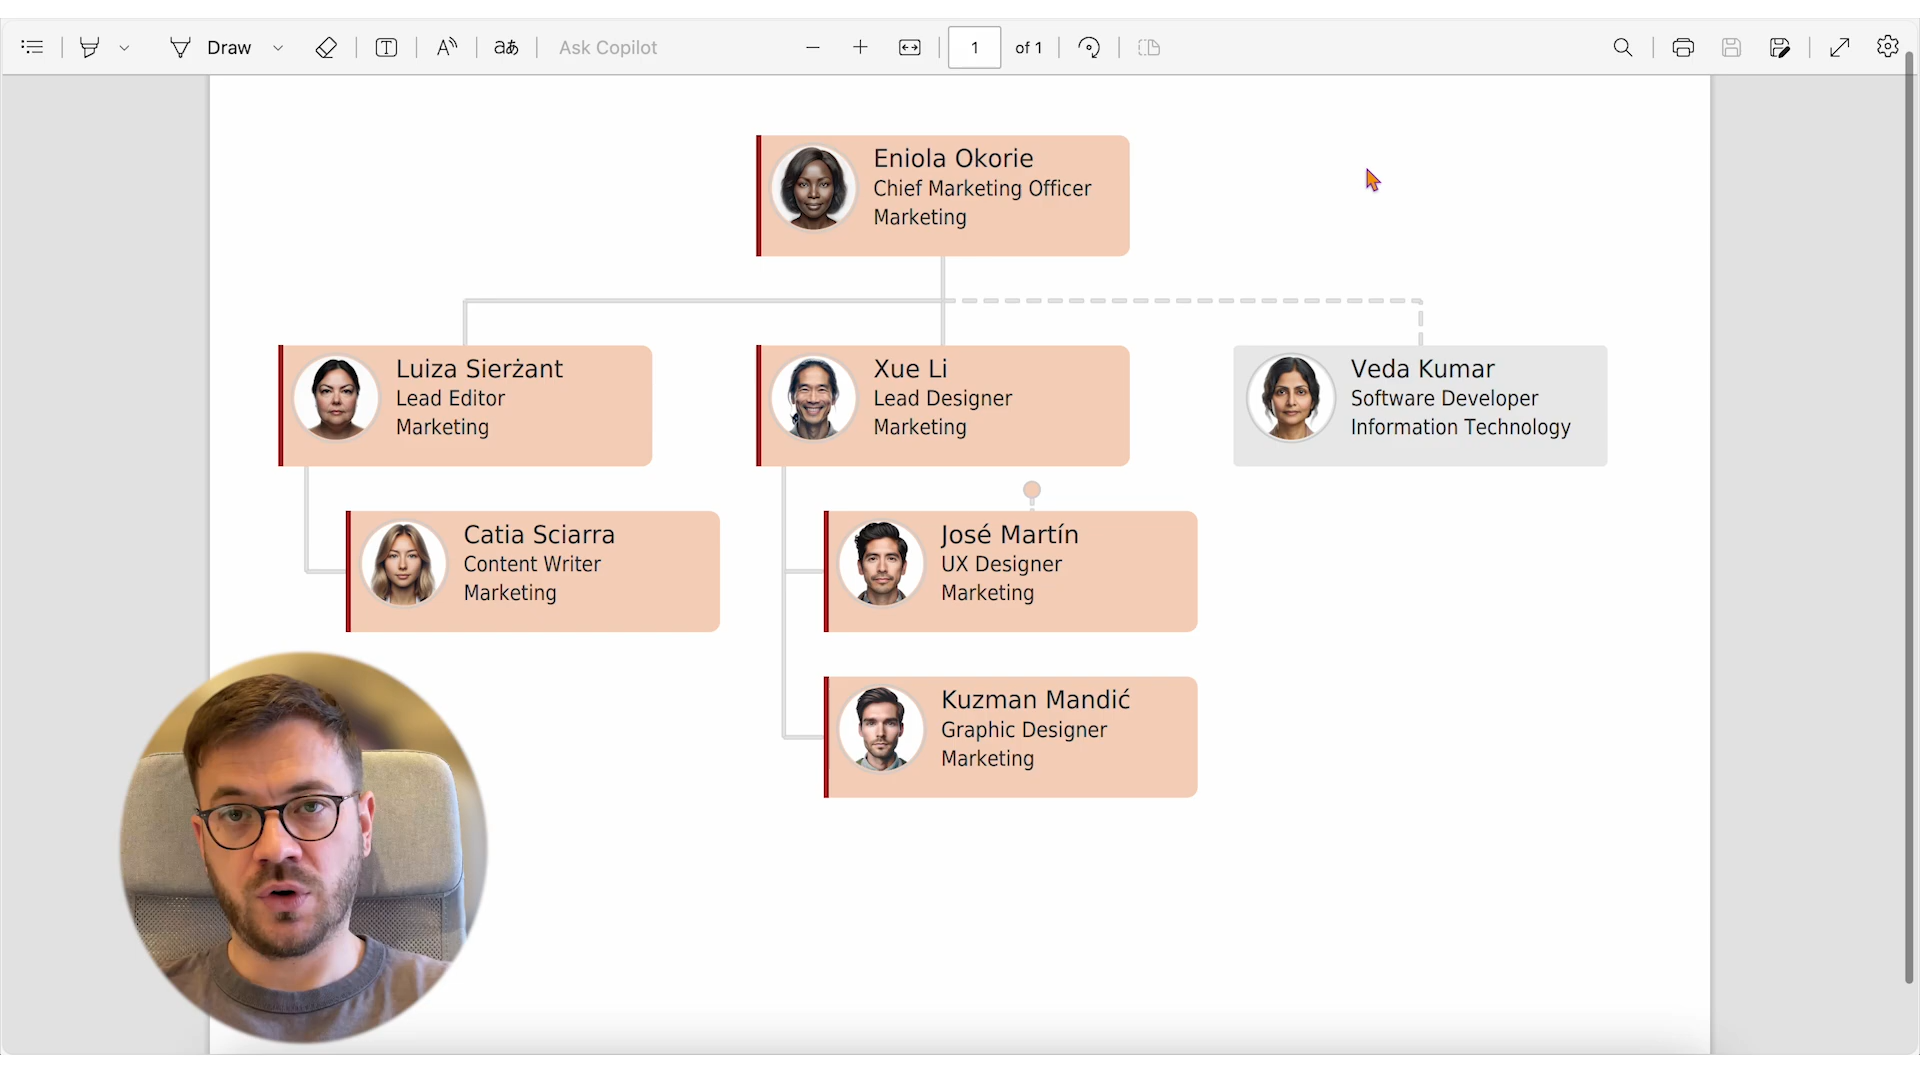 Draw
aあ
Ask Copilot
1
of 1
Eniola Okorie
Chief Marketing Officer
Marketing
Luiza Sierżant
Lead Editor
Marketing
Xue Li
Lead Designer
Marketing
Veda Kumar
Software Developer
Information Technology
Catia Sciarra
Content Writer
Marketing
José Martín
UX Designer
Marketing
Kuzman Mandić
Graphic Designer
Marketing